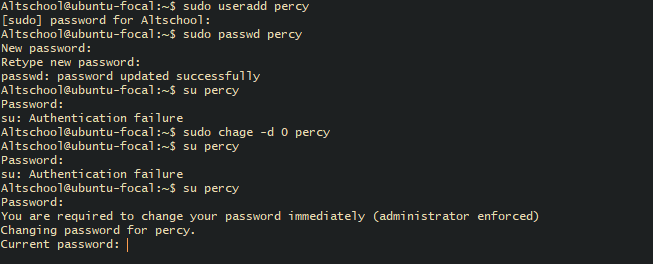 Altschool@ubuntu-focal:~$ sudo useradd percy
[sudo] password for Altschool:
Altschool@ubuntu-focal:~$ sudo passwd percy
New password:
Retype new password:
passwd: password updated successfully
Altschool@ubuntu-focal:~$ su percy
Password:
su: Authentication failure
Altschool@ubuntu-focal:~$ sudo chage -d 0 percy
Altschool@ubuntu-focal:~$ su percy
Password:
su: Authentication failure
Altschool@ubuntu-focal:~$ su percy
Password:
You are required to change your password immediately (administrator enforced)
Changing password for percy.
Current password: